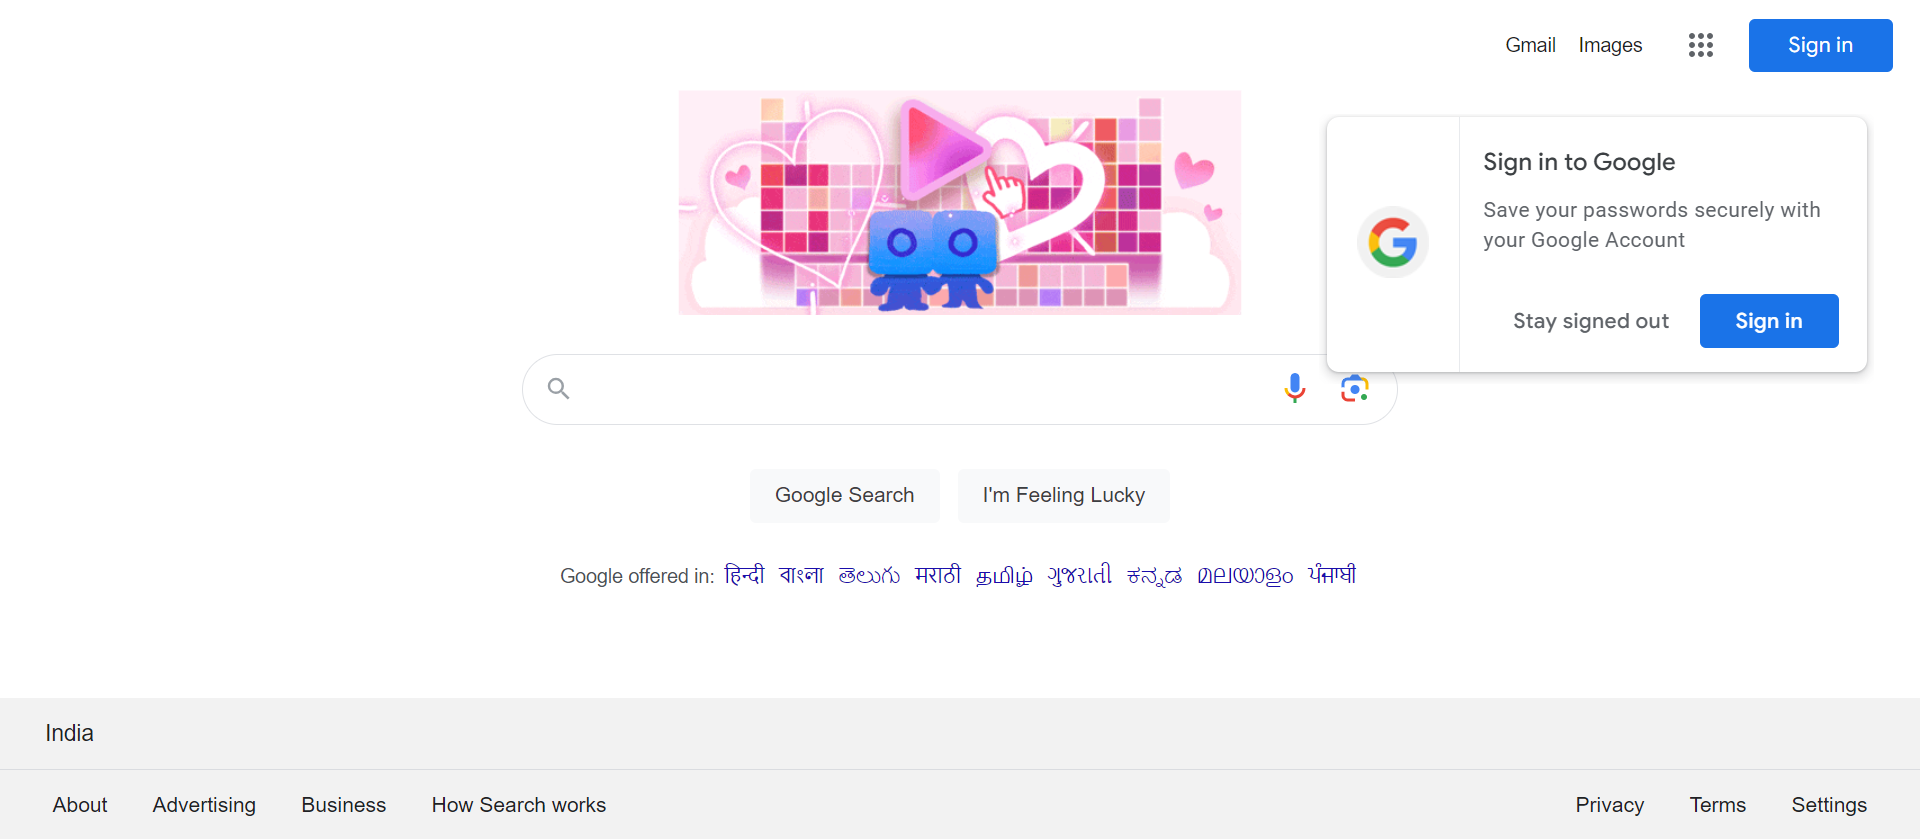 Gmail Images Sign in
Sign in to Google
Save your passwords securely with
your Google Account
Stay signed out Sign in
Google Search I'm Feeling Lucky
Google offered in: हिन्दी বাংলা తెలుగు मराठी தமிழ் ગુજરાતી ಕನ್ನಡ മലയാളം ਪੰਜਾਬੀ
India
About Advertising Business How Search works Privacy Terms Settings